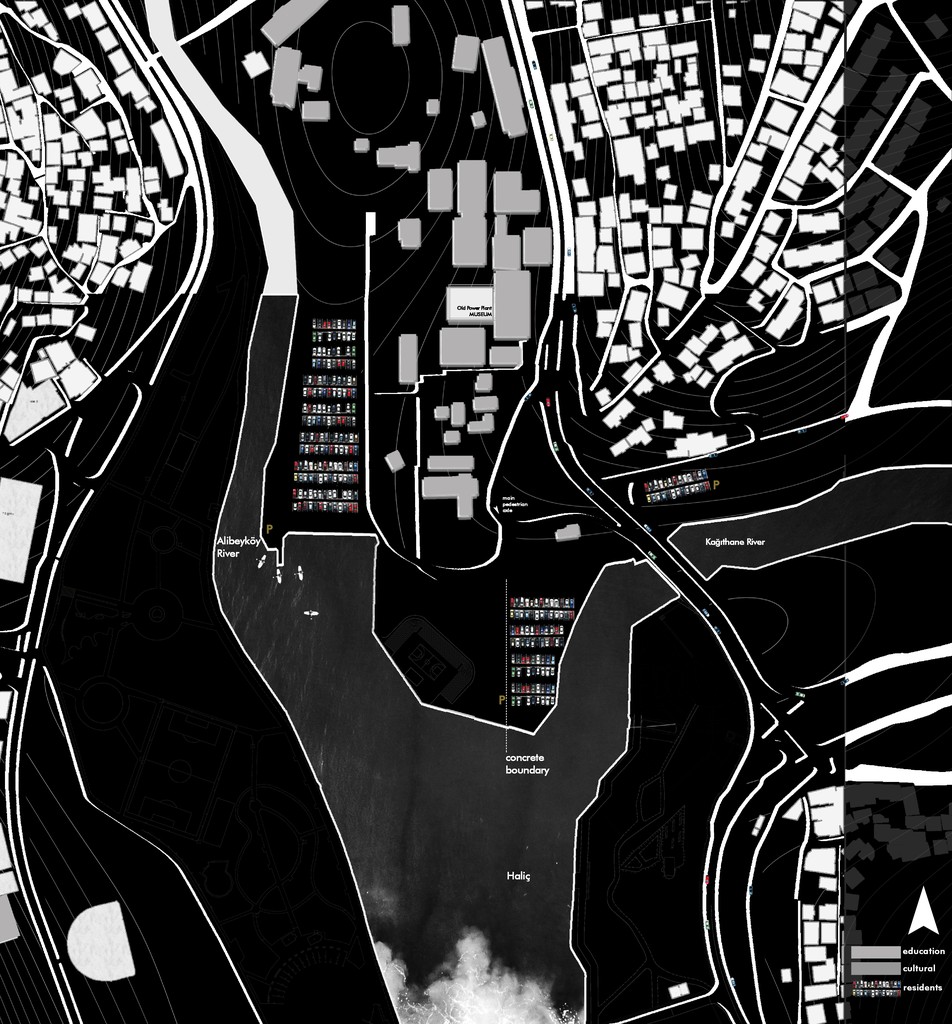 Old Power Plant
MUSEUM
main
pedestrian
axle
P
P
Alibeyköy
River
Kağıthane River
P
concrete
boundary
Haliç
education
cultural
residents